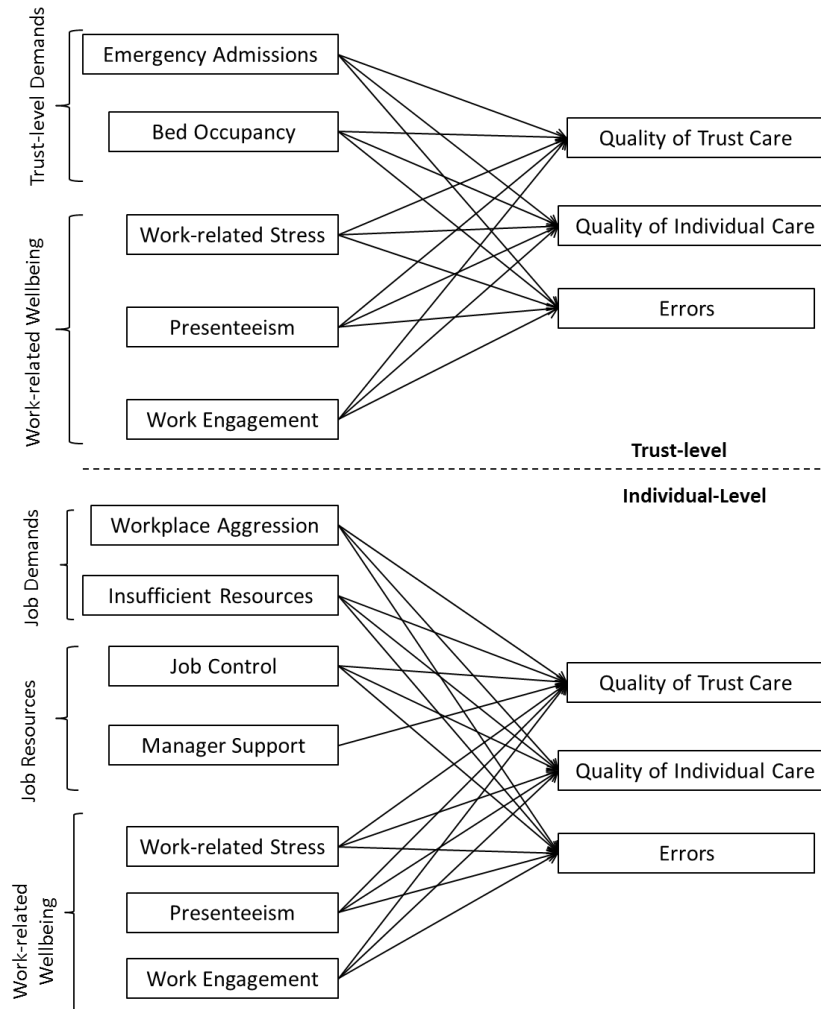 Trust-level Demands
Emergency Admissions
Bed Occupancy
Work-related Wellbeing
Work-related Stress
Presenteeism
Work Engagement
Quality of Trust Care
Quality of Individual Care
Errors
Trust-level
Individual-Level
Job Demands
Workplace Aggression
Insufficient Resources
Job Resources
Job Control
Manager Support
Work-related
Wellbeing
Work-related Stress
Presenteeism
Work Engagement
Quality of Trust Care
Quality of Individual Care
Errors